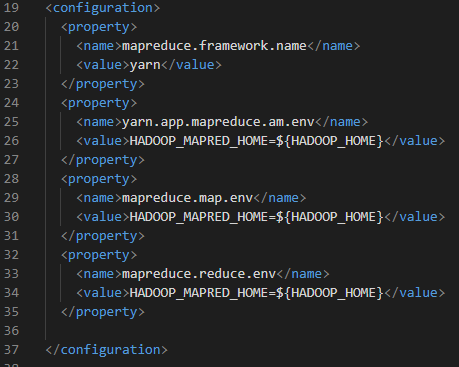 19 <configuration>
20 <property>
21 <name>mapreduce.framework.name</name>
22 <value>yarn</value>
23 </property>
24 <property>
25 <name>yarn.app.mapreduce.am.env</name>
26 <value>HADOOP_MAPRED_HOME=${HADOOP_HOME}</value>
27 </property>
28 <property>
29 <name>mapreduce.map.env</name>
30 <value>HADOOP_MAPRED_HOME=${HADOOP_HOME}</value>
31 </property>
32 <property>
33 <name>mapreduce.reduce.env</name>
34 <value>HADOOP_MAPRED_HOME=${HADOOP_HOME}</value>
35 </property>
36
37 </configuration>